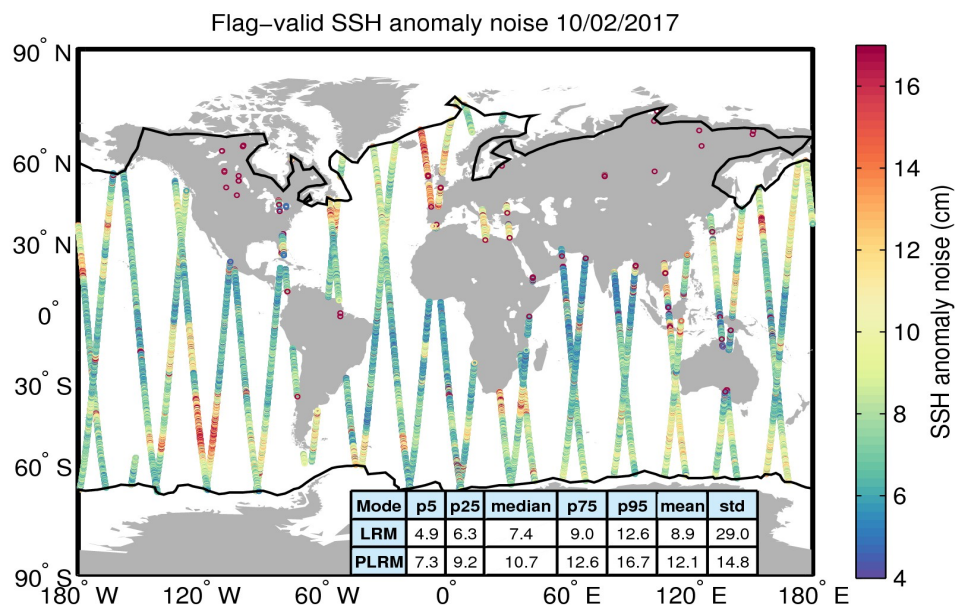 Flag−valid SSH anomaly noise 10/02/2017
90° N
60° N
30° N
0°
30° S
60° S
90° S
180° W
120° W
60° W
0°
60° E
120° E
180° E
16
14
12
10
8
6
4
SSH anomaly noise (cm)
Mode p5 p25 median p75 p95 mean std
LRM 4.9 6.3 7.4 9.0 12.6 8.9 29.0
PLRM 7.3 9.2 10.7 12.6 16.7 12.1 14.8